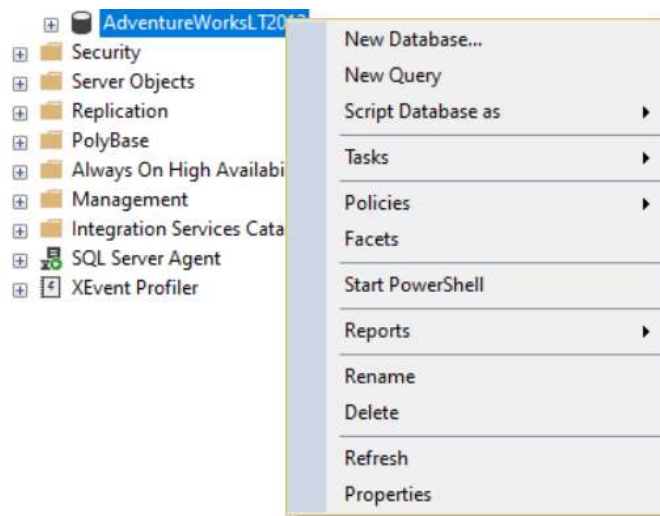 AdventureWorksLT2012
Security
Server Objects
Replication
PolyBase
Always On High Availabi
Management
Integration Services Cata
SQL Server Agent
XEvent Profiler
New Database...
New Query
Script Database as
Tasks
Policies
Facets
Start PowerShell
Reports
Rename
Delete
Refresh
Properties